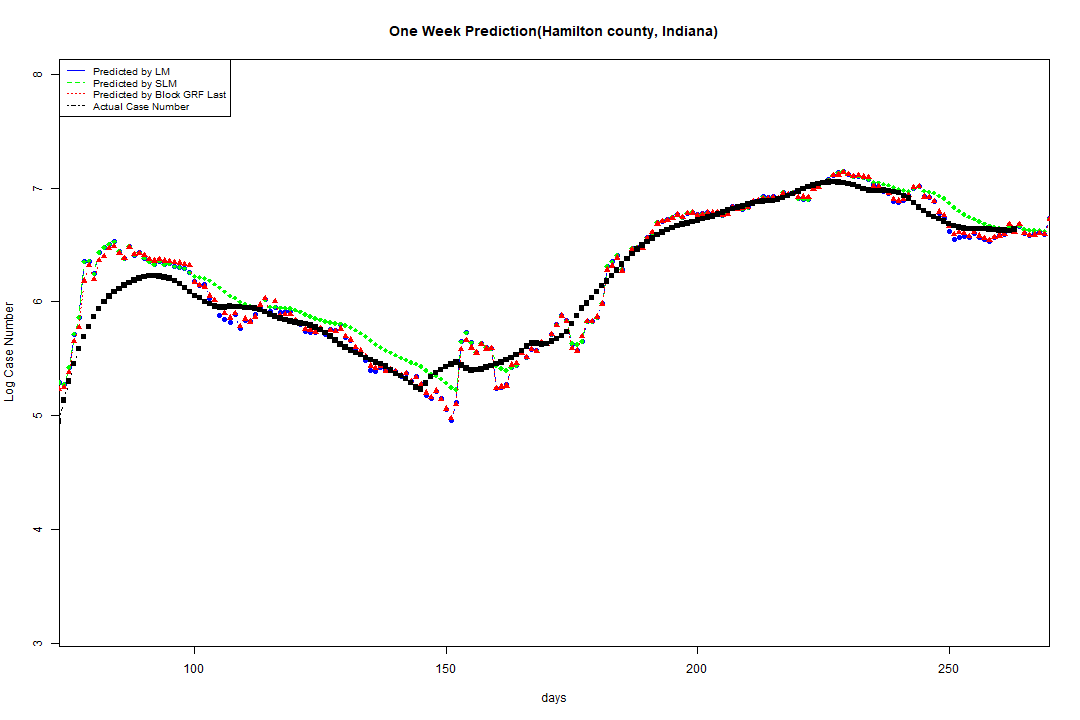 One Week Prediction(Hamilton county, Indiana)
Predicted by LM
Predicted by SLM
Predicted by Block GRF Last
Actual Case Number
8
7
6
5
4
3
Log Case Number
100 150 200 250
days